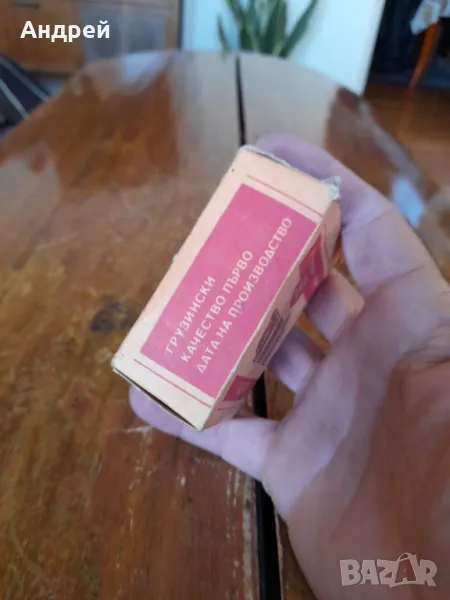 Андрей
ГРУЗИНСКИ
КАЧЕСТВО ПЪРВО
ДАТА НА ПРОИЗВОДСТВО
BAZAR